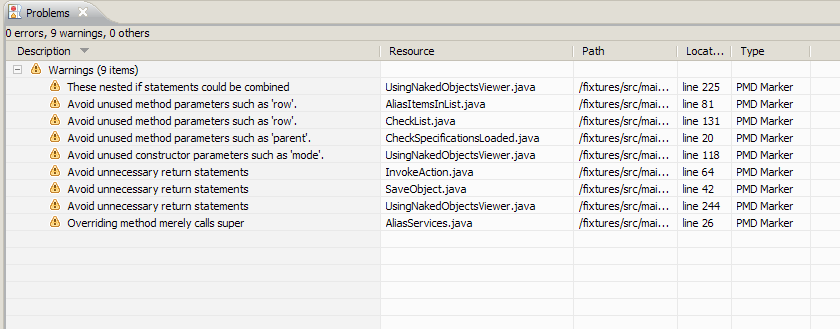 Problems
0 errors, 9 warnings, 0 others
Description Resource Path Locat... Type
Warnings (9 items)
These nested if statements could be combined UsingNakedObjectsViewer.java /fixtures/src/mai... line 225 PMD Marker
Avoid unused method parameters such as 'row'. AliasItemsInList.java /fixtures/src/mai... line 81 PMD Marker
Avoid unused method parameters such as 'row'. CheckList.java /fixtures/src/mai... line 131 PMD Marker
Avoid unused method parameters such as 'parent'. CheckSpecificationsLoaded.java /fixtures/src/mai... line 20 PMD Marker
Avoid unused constructor parameters such as 'mode'. UsingNakedObjectsViewer.java /fixtures/src/mai... line 118 PMD Marker
Avoid unnecessary return statements InvokeAction.java /fixtures/src/mai... line 64 PMD Marker
Avoid unnecessary return statements SaveObject.java /fixtures/src/mai... line 42 PMD Marker
Avoid unnecessary return statements UsingNakedObjectsViewer.java /fixtures/src/mai... line 244 PMD Marker
Overriding method merely calls super AliasServices.java /fixtures/src/mai... line 26 PMD Marker